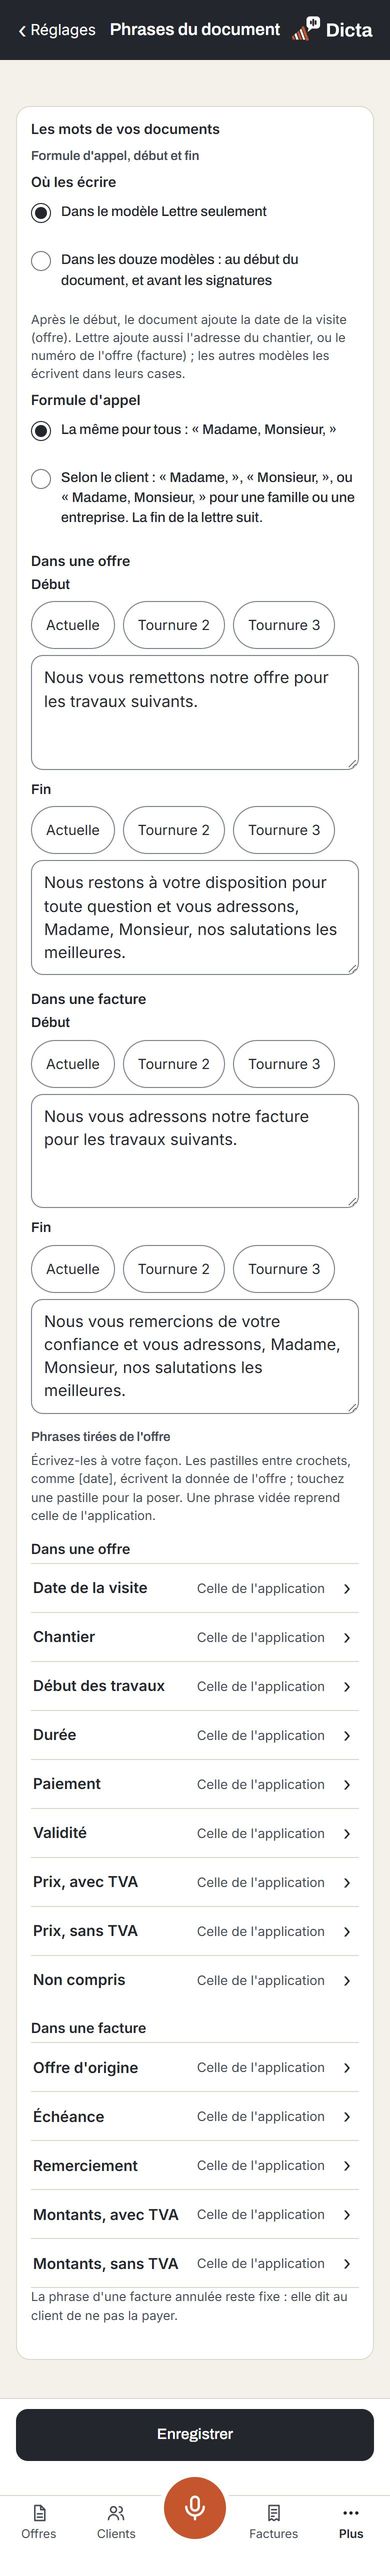 Réglages Phrases du document Dicta
Les mots de vos documents
Formule d'appel, début et fin
Où les écrire
Dans le modèle Lettre seulement
Dans les douze modèles : au début du
document, et avant les signatures
Après le début, le document ajoute la date de la visite
(offre). Lettre ajoute aussi l'adresse du chantier, ou le
numéro de l'offre (facture) ; les autres modèles les
écrivent dans leurs cases.
Formule d'appel
La même pour tous : « Madame, Monsieur, »
Selon le client : « Madame, », « Monsieur, », ou
« Madame, Monsieur, » pour une famille ou une
entreprise. La fin de la lettre suit.
Dans une offre
Début
Actuelle Tournure 2 Tournure 3
Nous vous remettons notre offre pour
les travaux suivants.
Fin
Actuelle Tournure 2 Tournure 3
Nous restons à votre disposition pour
toute question et vous adressons,
Madame, Monsieur, nos salutations les
meilleures.
Dans une facture
Début
Actuelle Tournure 2 Tournure 3
Nous vous adressons notre facture
pour les travaux suivants.
Fin
Actuelle Tournure 2 Tournure 3
Nous vous remercions de votre
confiance et vous adressons, Madame,
Monsieur, nos salutations les
meilleures.
Phrases tirées de l'offre
Écrivez-les à votre façon. Les pastilles entre crochets,
comme [date], écrivent la donnée de l'offre ; touchez
une pastille pour la poser. Une phrase vidée reprend
celle de l'application.
Dans une offre
Date de la visite Celle de l'application
Chantier Celle de l'application
Début des travaux Celle de l'application
Durée Celle de l'application
Paiement Celle de l'application
Validité Celle de l'application
Prix, avec TVA Celle de l'application
Prix, sans TVA Celle de l'application
Non compris Celle de l'application
Dans une facture
Offre d'origine Celle de l'application
Échéance Celle de l'application
Remerciement Celle de l'application
Montants, avec TVA Celle de l'application
Montants, sans TVA Celle de l'application
La phrase d'une facture annulée reste fixe : elle dit au
client de ne pas la payer.
Enregistrer
Offres Clients Factures Plus